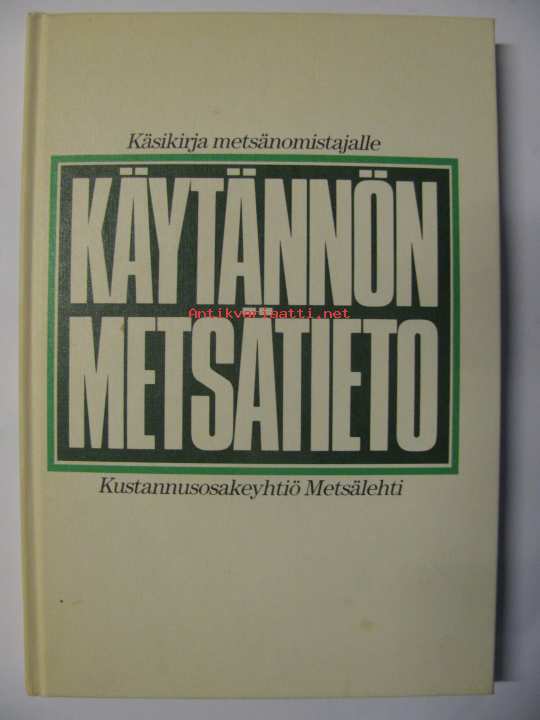 Käsikirja metsänomistajalle
KÄYTÄNNÖN
Antikvariaatti.net
METSÄTIETO
Kustannusosakeyhtiö Metsälehti